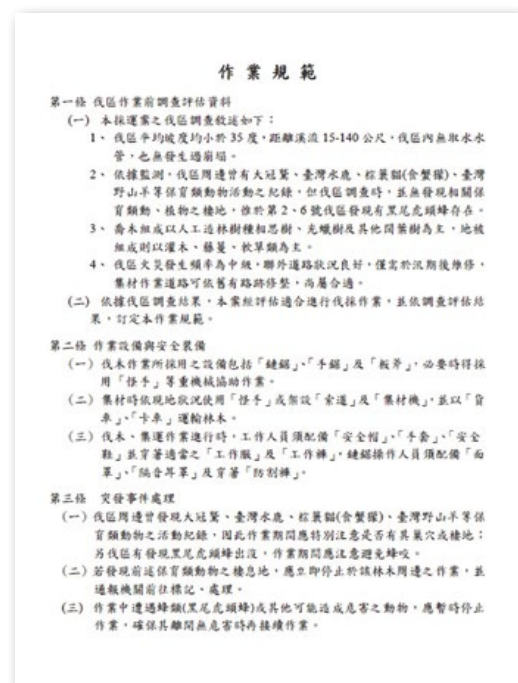 作業規範
第一條 伐區作業前調查評估資料
(一) 本採運案之伐區調查敘述如下：
1、 伐區平均坡度均小於 35 度，距離溪流 15-140 公尺，伐區內無取水水
管，也無發生過崩塌。
2、 依據監測，伐區周邊曾有大冠鷲、臺灣水鹿、棕簑貓(食蟹獴)、臺灣
野山羊等保育類動物活動之紀錄，但伐區調查時，並無發現相關保
育類動、植物之棲地，惟於第 2、6 號伐區發現有黑尾虎頭蜂存在。
3、 喬木組成以人工造林樹種相思樹、光蠟樹及其他闊葉樹為主，地被
組成則以灌木、藤蔓、軟草類為主。
4、 伐區火災發生頻率為中級，聯外道路狀況良好，僅需於汛期後維修，
集材作業道路可依舊有路跡修整，尚屬合適。
(二) 依據伐區調查結果，本案經評估適合進行伐採作業，並依調查評估結
果，訂定本作業規範。
第二條 作業設備與安全裝備
(一) 伐木作業所採用之設備包括「鏈鋸」、「手鋸」及「板斧」，必要時得採
用「怪手」等重機械協助作業。
(二) 集材時依現地狀況使用「怪手」或架設「索道」及「集材機」，並以「貨
車」、「卡車」運輸林木。
(三) 伐木、集運作業進行時，工作人員須配備「安全帽」、「手套」、「安全
鞋」並穿著適當之「工作服」及「工作褲」，鏈鋸操作人員須配備「面
罩」、「隔音耳罩」及穿著「防割褲」。
第三條 突發事件處理
(一) 伐區周邊曾發現大冠鷲、臺灣水鹿、棕簑貓(食蟹獴)、臺灣野山羊等保
育類動物之活動紀錄，因此作業期間應特別注意是否有其巢穴或棲地；
另伐區有發現黑尾虎頭蜂出沒，作業期間應注意避免蜂咬。
(二) 若發現前述保育類動物之棲息地，應立即停止於該林木周邊之作業，並
通報機關前往標記、處理。
(三) 作業中遭遇蜂類(黑尾虎頭蜂)或其他可能造成危害之動物，應暫時停止
作業，確保其離開無危害時再接續作業。